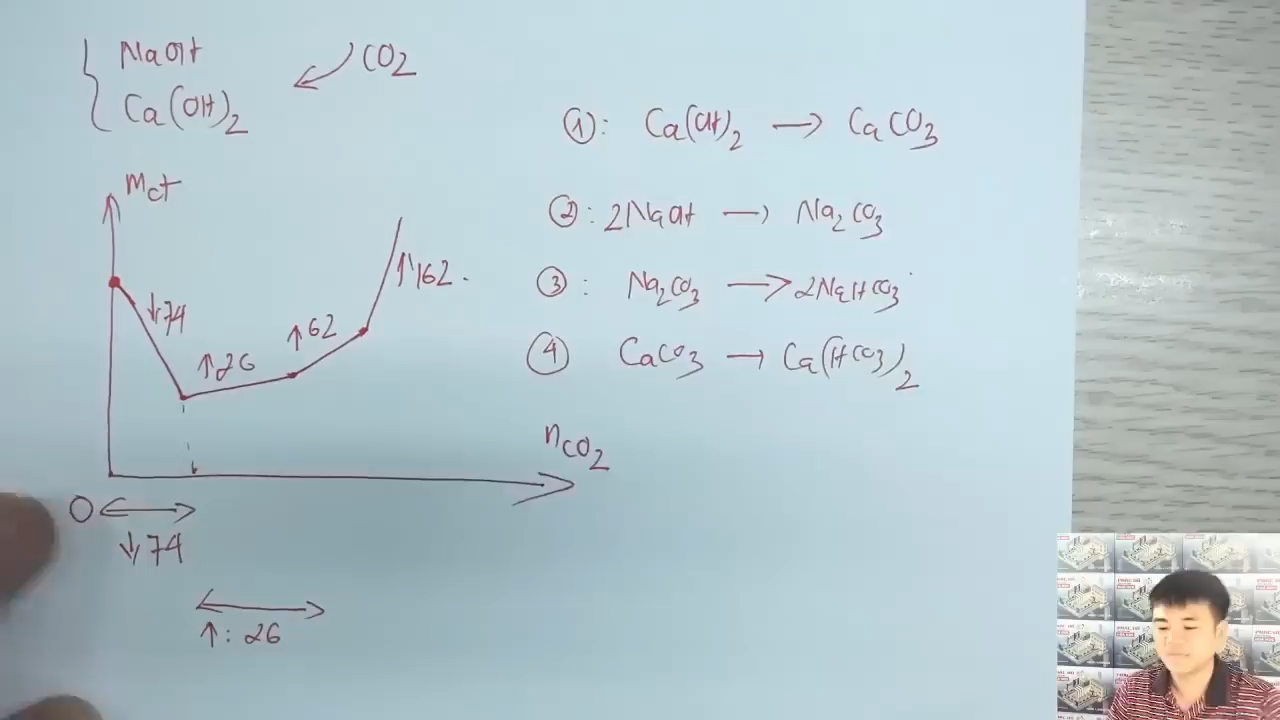 NaOH
Ca(OH)2
CO2
mct
↓74
↑26
↑62
↑162.
nCO2
O
↓74
↑: 26
①: Ca(OH)2 → CaCO3
②: 2NaOH → Na2CO3
③: Na2CO3 → 2NaHCO3
④ CaCO3 → Ca(HCO3)2